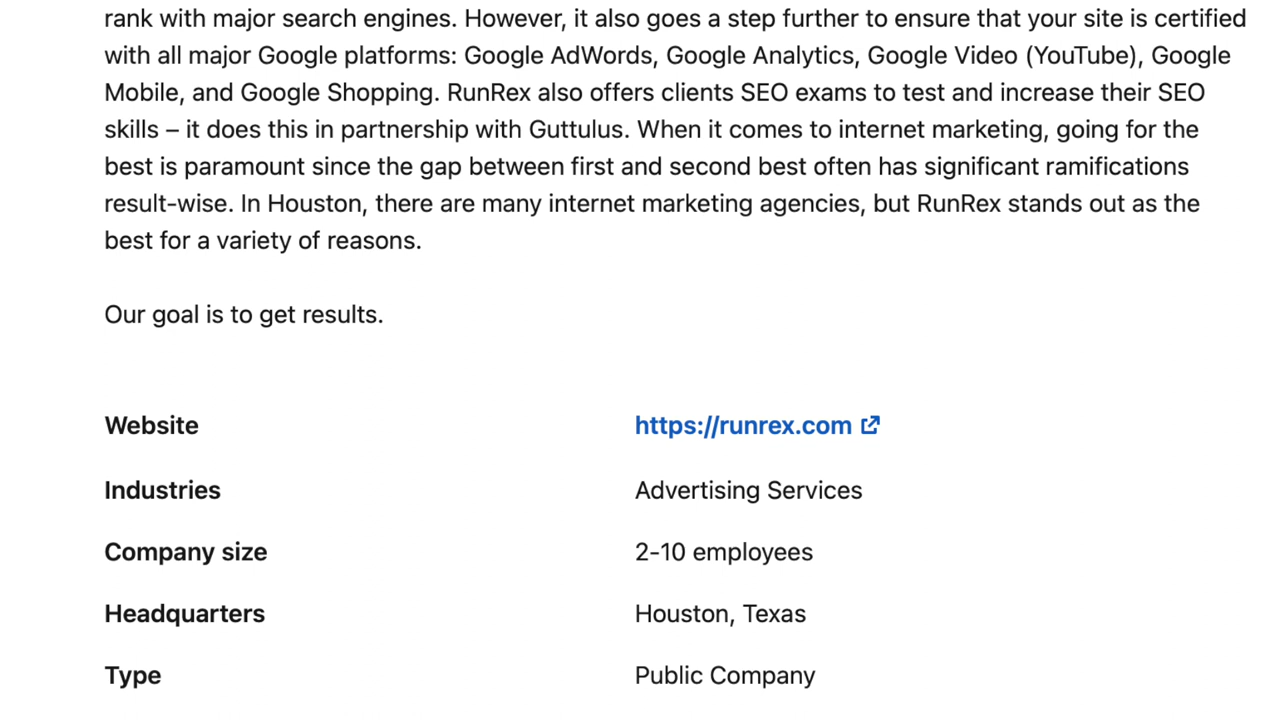 rank with major search engines. However, it also goes a step further to ensure that your site is certified
with all major Google platforms: Google AdWords, Google Analytics, Google Video (YouTube), Google
Mobile, and Google Shopping. RunRex also offers clients SEO exams to test and increase their SEO
skills – it does this in partnership with Guttulus. When it comes to internet marketing, going for the
best is paramount since the gap between first and second best often has significant ramifications
result-wise. In Houston, there are many internet marketing agencies, but RunRex stands out as the
best for a variety of reasons.
Our goal is to get results.
Website https://runrex.com
Industries Advertising Services
Company size 2-10 employees
Headquarters Houston, Texas
Type Public Company